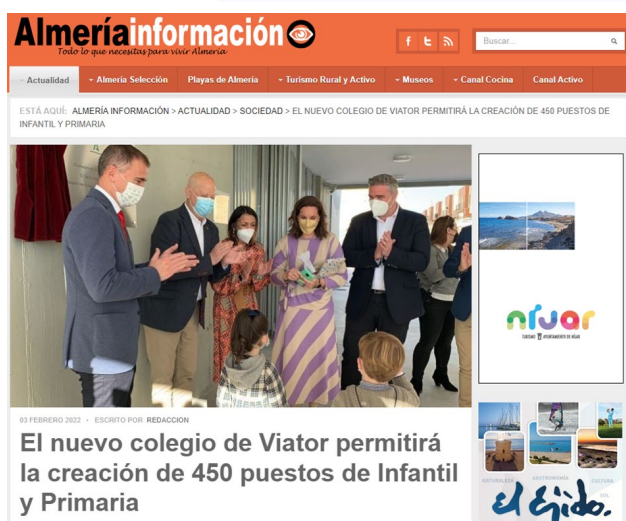 Almeríainformación
Todo lo que necesitas para vivir Almería
Buscar...
Actualidad
Almería Selección
Playas de Almería
Turismo Rural y Activo
Museos
Canal Cocina
Canal Activo
ESTÁ AQUÍ: ALMERÍA INFORMACIÓN > ACTUALIDAD > SOCIEDAD > EL NUEVO COLEGIO DE VIATOR PERMITIRÁ LA CREACIÓN DE 450 PUESTOS DE
INFANTIL Y PRIMARIA
níjar
TURISMO AYUNTAMIENTO DE NÍJAR
03 FEBRERO 2022 • ESCRITO POR REDACCION
El nuevo colegio de Viator permitirá
la creación de 450 puestos de Infantil
y Primaria
NATURALEZA
GASTRONOMÍA
CULTURA
SOL
El Ejido.